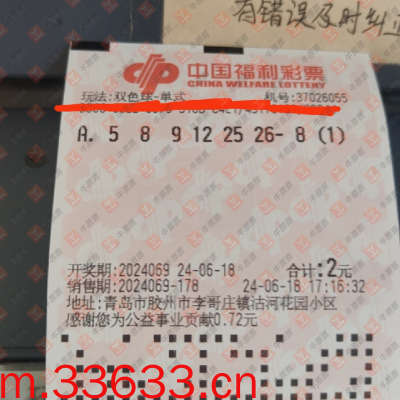 有错误及时纠正
中国福利彩票
CHINA WELFARE LOTTERY
玩法:双色球-单式 机号:37026055
A. 5 8 9 12 25 26- 8 (1)
开奖期:2024069 24-06-18 合计:2元
销售期:2024069-178 24-06-18 17:16:32
地址:青岛市胶州市李哥庄镇沽河花园小区
感谢您为公益事业贡献0.72元
m.33633.cn